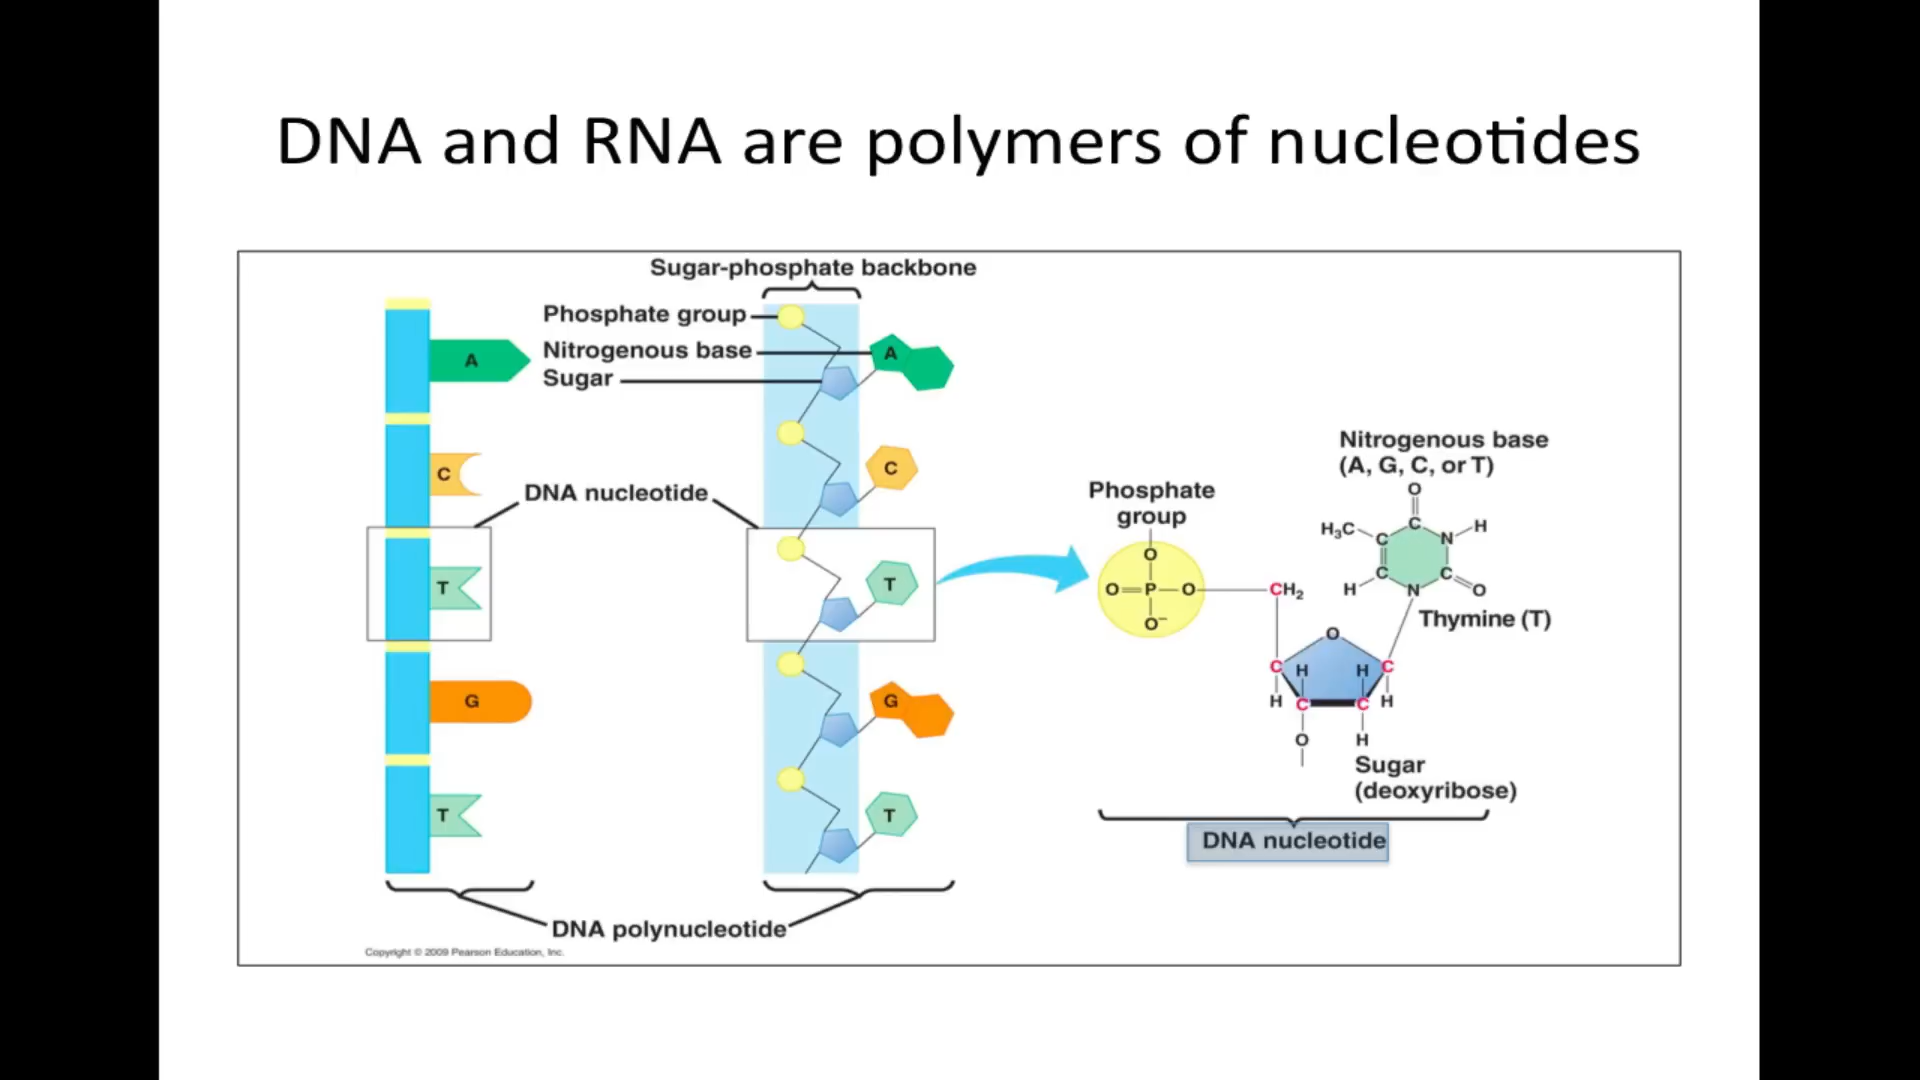 DNA and RNA are polymers of nucleotides
Sugar-phosphate backbone
Phosphate group
Nitrogenous base
Sugar
A
A
C
C
DNA nucleotide
T
T
G
G
T
T
DNA polynucleotide
Copyright © 2009 Pearson Education, Inc.
Phosphate
group
O
O=P—O
O⁻
Nitrogenous base
(A, G, C, or T)
O
C
H₃C
C
N
H
C
C
H
N
O
Thymine (T)
CH₂
O
C
H
H
C
H
C
C
H
O
H
Sugar
(deoxyribose)
DNA nucleotide